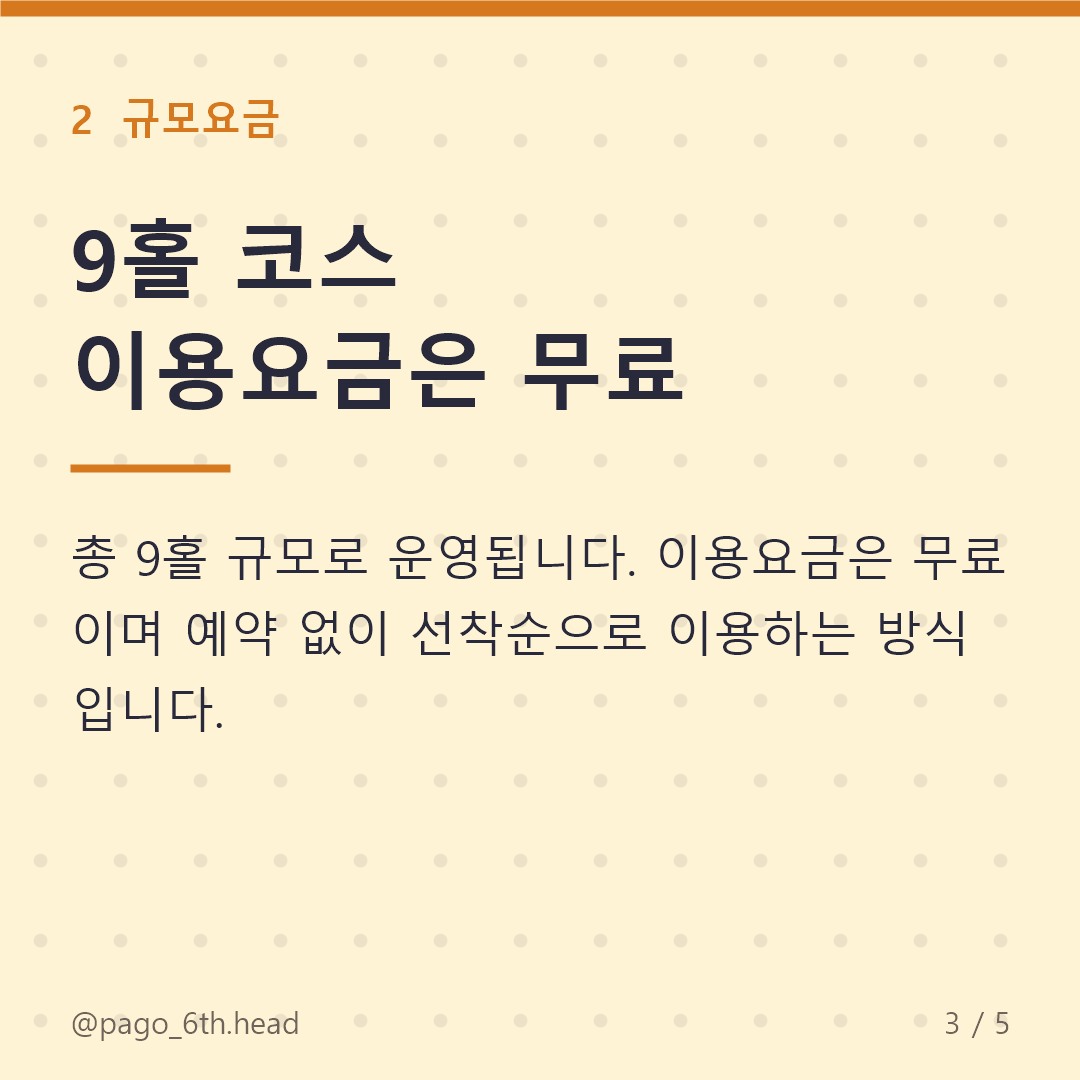 2 규모요금
9홀 코스
이용요금은 무료
총 9홀 규모로 운영됩니다. 이용요금은 무료
이며 예약 없이 선착순으로 이용하는 방식
입니다.
@pago_6th.head
3 / 5